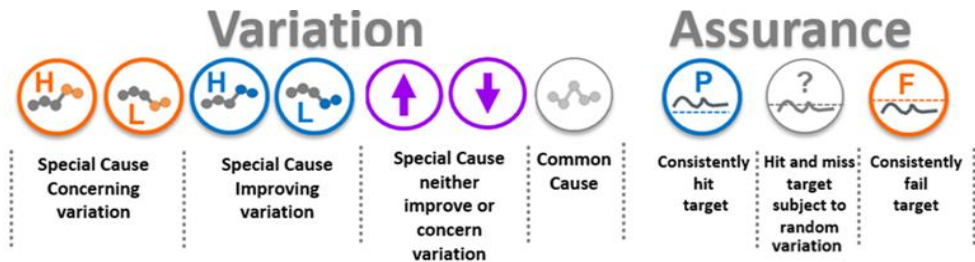 Variation
Assurance
H
L
H
L
P
?
F
Special Cause
Concerning
variation
Special Cause
Improving
variation
Special Cause
neither
improve or
concern
variation
Common
Cause
Consistently
hit
target
Hit and miss
target
subject to
random
variation
Consistently
fail
target